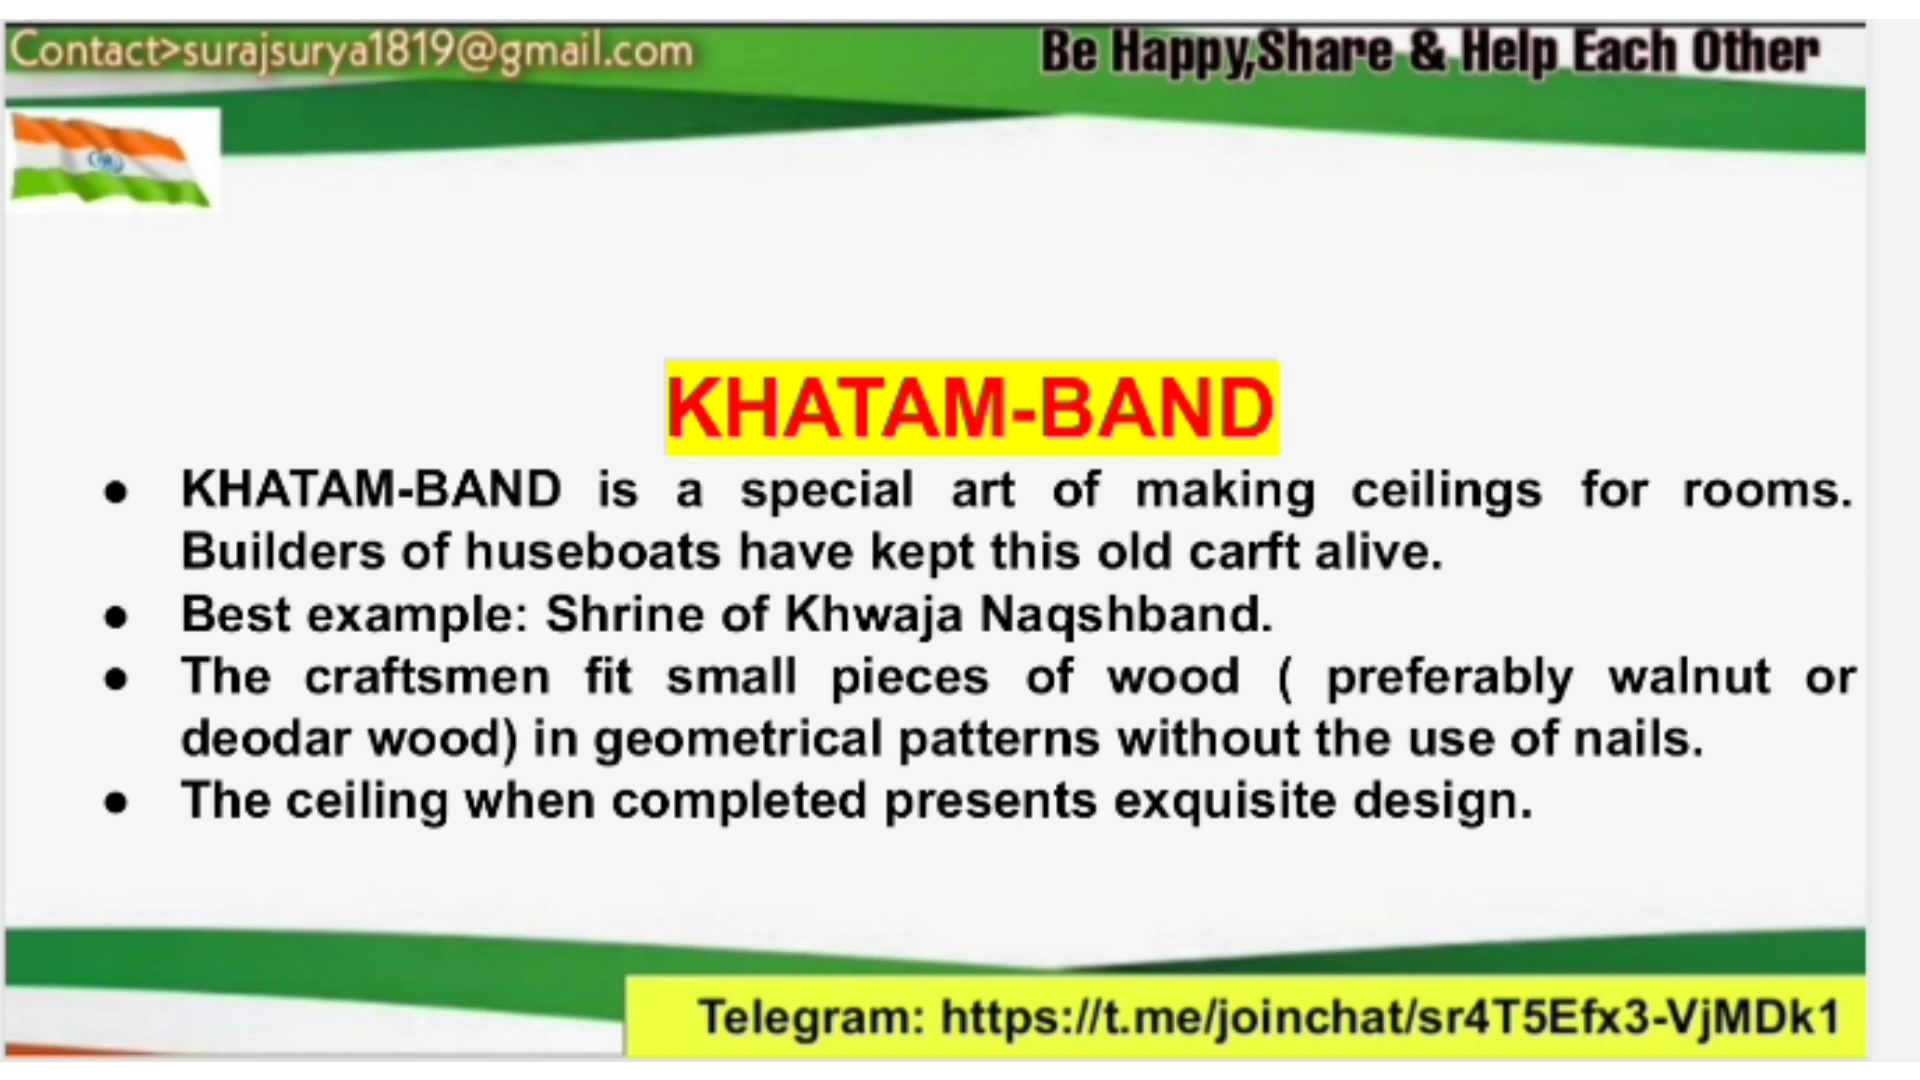 Contact>surajsurya1819@gmail.com
Be Happy,Share & Help Each Other
KHATAM-BAND
● KHATAM-BAND is a special art of making ceilings for rooms.
Builders of huseboats have kept this old carft alive.
● Best example: Shrine of Khwaja Naqshband.
● The craftsmen fit small pieces of wood ( preferably walnut or
deodar wood) in geometrical patterns without the use of nails.
● The ceiling when completed presents exquisite design.
Telegram: https://t.me/joinchat/sr4T5Efx3-VjMDk1